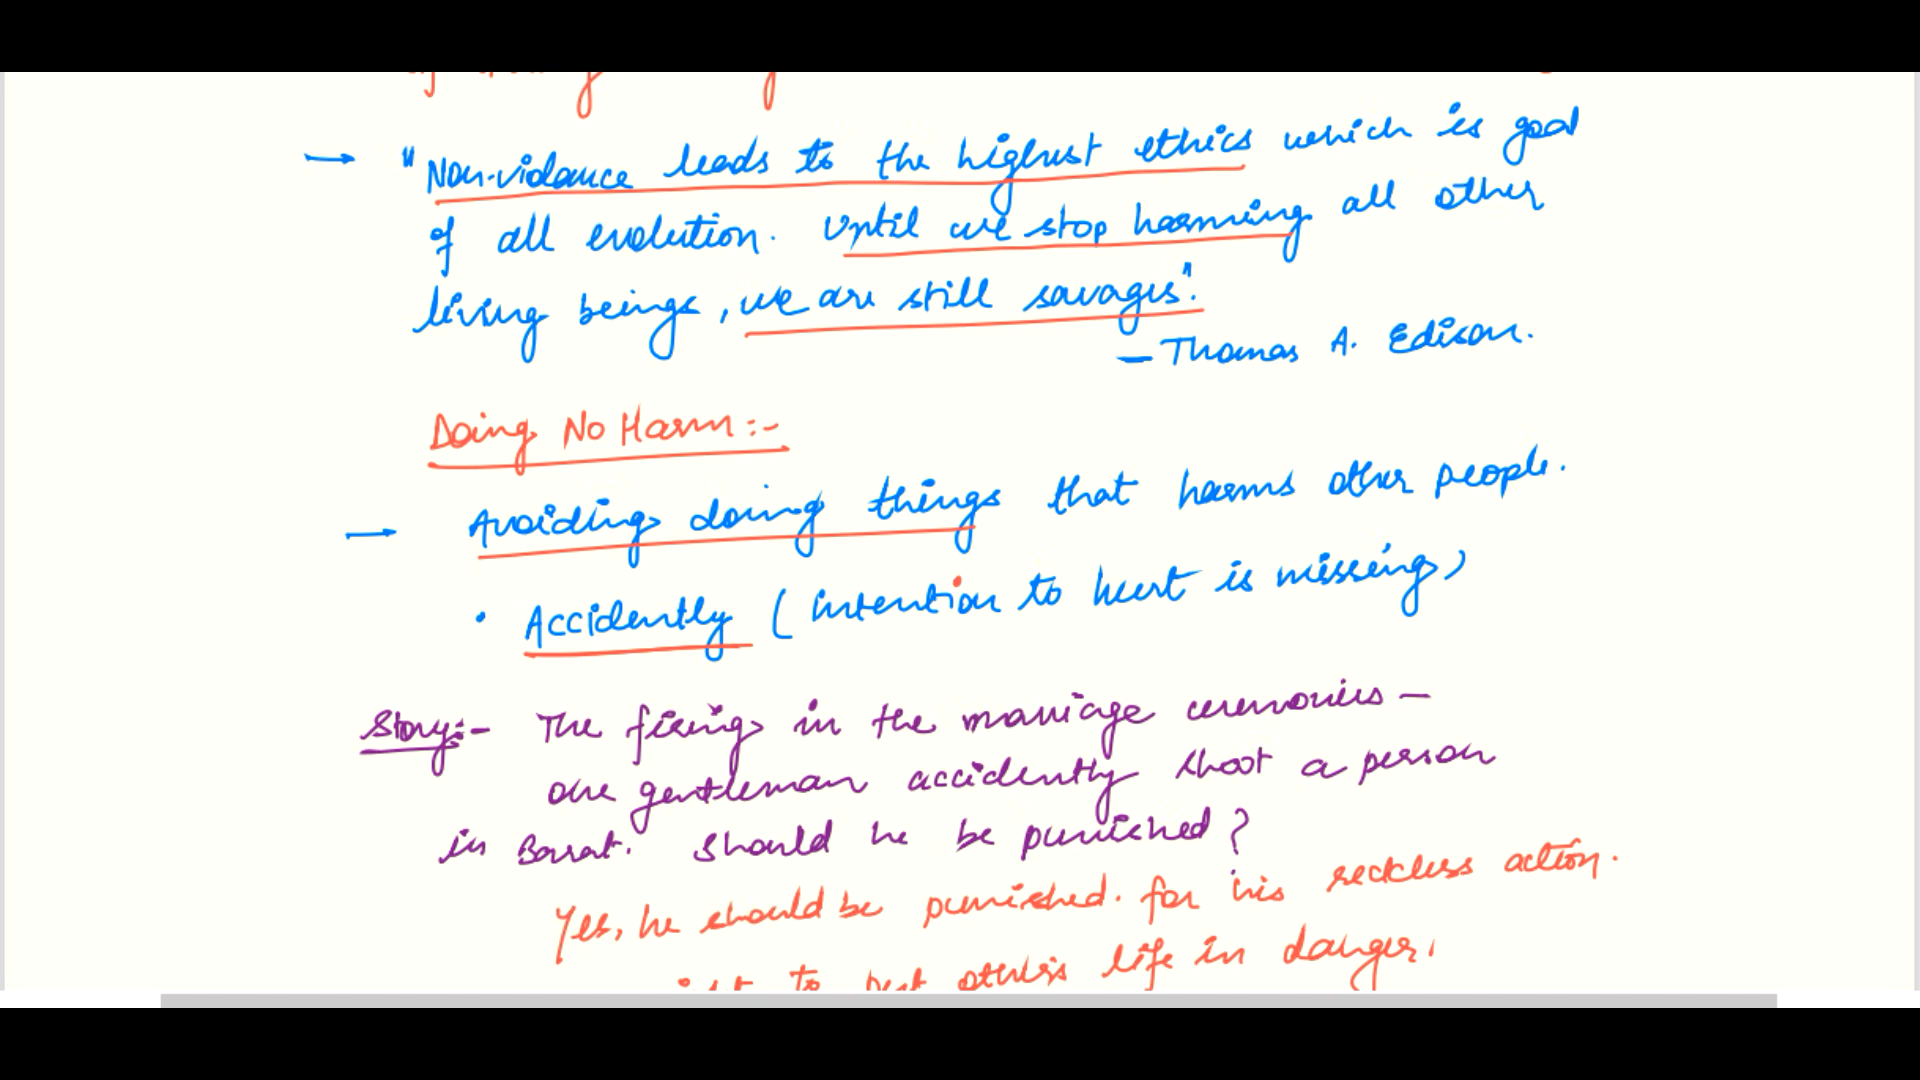 → "Non-violance leads to the highest ethics which is goal
of all evolution. Until we stop harming all other
living beings, we are still savages".
– Thomas A. Edison.
Doing No Harm :-
→ Avoiding doing things that harms other people.
• Accidently (intention to hurt is missing)
Story:- The firing in the marriage ceremonies –
one gentleman accidently shoot a person
in Barat. Should he be punished?
Yes, he should be punished. for his reckless action.
to put other's life in danger.